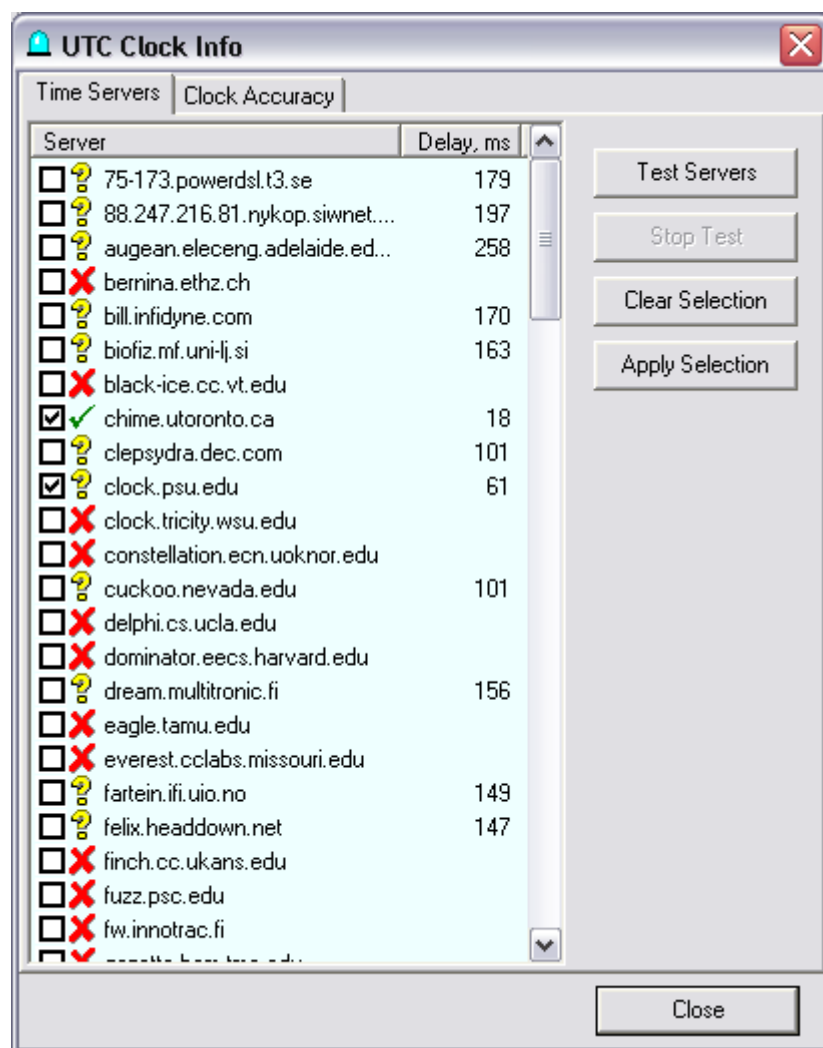 UTC Clock Info
Time Servers Clock Accuracy
Server Delay, ms
75-173.powerdsl.t3.se 179
88.247.216.81.nykop.siwnet.... 197
augean.eleceng.adelaide.ed... 258
bernina.ethz.ch
bill.infidyne.com 170
biofiz.mf.uni-lj.si 163
black-ice.cc.vt.edu
chime.utoronto.ca 18
clepsydra.dec.com 101
clock.psu.edu 61
clock.tricity.wsu.edu
constellation.ecn.uoknor.edu
cuckoo.nevada.edu 101
delphi.cs.ucla.edu
dominator.eecs.harvard.edu
dream.multitronic.fi 156
eagle.tamu.edu
everest.cclabs.missouri.edu
fartein.ifi.uio.no 149
felix.headdown.net 147
finch.cc.ukans.edu
fuzz.psc.edu
fw.innotrac.fi
Test Servers
Stop Test
Clear Selection
Apply Selection
Close